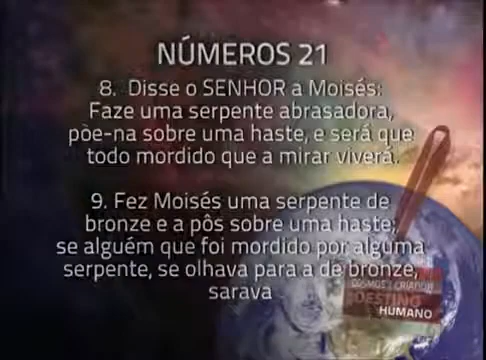 NÚMEROS 21
8. Disse o SENHOR a Moisés:
Faze uma serpente abrasadora,
põe-na sobre uma haste, e será que
todo mordido que a mirar viverá.
9. Fez Moisés uma serpente de
bronze e a pôs sobre uma haste;
se alguém que foi mordido por alguma
serpente, se olhava para a de bronze,
sarava
COSMOS | CRIADOR
DESTINO
HUMANO